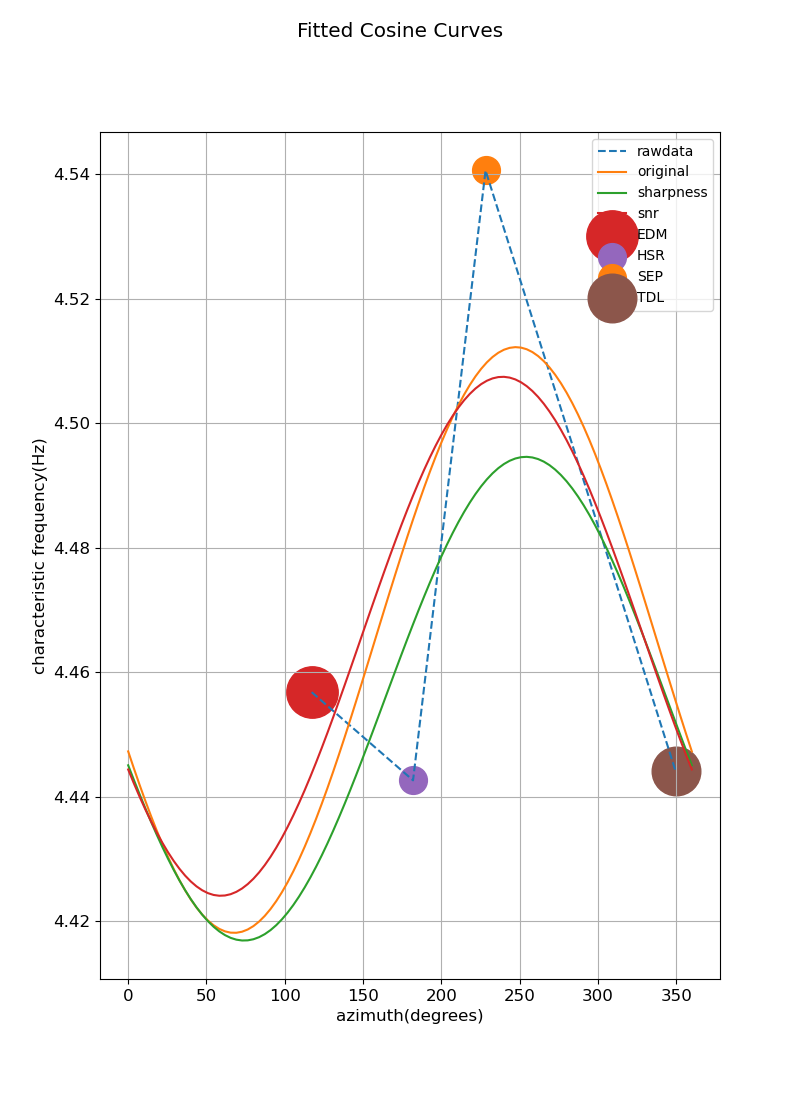 Fitted Cosine Curves
rawdata
original
sharpness
snr
EDM
HSR
SEP
TDL
characteristic frequency(Hz)
4.54
4.52
4.50
4.48
4.46
4.44
4.42
0 50 100 150 200 250 300 350
azimuth(degrees)